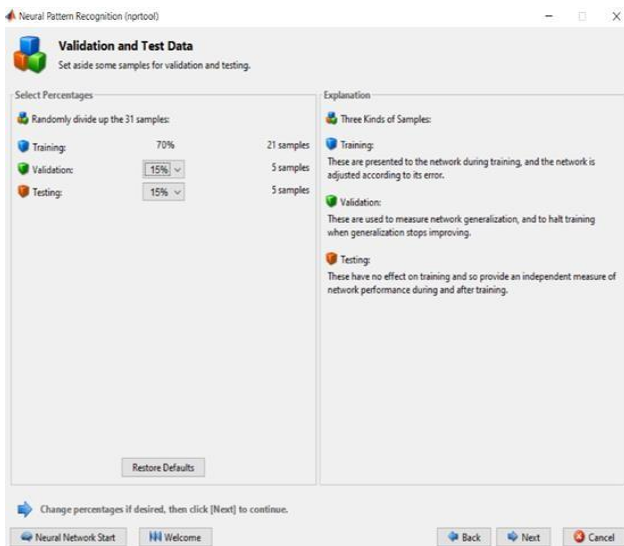 Neural Pattern Recognition (nprtool)
Validation and Test Data
Set aside some samples for validation and testing.
Select Percentages
Randomly divide up the 31 samples:
Training: 70% 21 samples
Validation: 15% 5 samples
Testing: 15% 5 samples
Restore Defaults
Explanation
Three Kinds of Samples:
Training:
These are presented to the network during training, and the network is
adjusted according to its error.
Validation:
These are used to measure network generalization, and to halt training
when generalization stops improving.
Testing:
These have no effect on training and so provide an independent measure of
network performance during and after training.
Change percentages if desired, then click [Next] to continue.
Neural Network Start Welcome Back Next Cancel